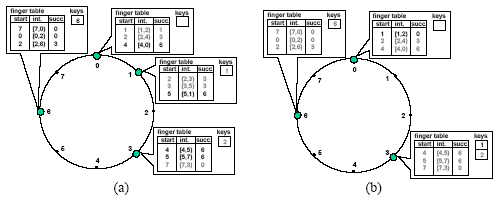 finger table keys
start int. succ. 6
7 [7,0) 0
0 [0,2) 0
2 [2,6) 3
finger table keys
start int. succ.
1 [1,2) 1
2 [2,4) 3
4 [4,0) 6
finger table keys
start int. succ. 1
2 [2,3) 3
3 [3,5) 3
5 [5,1) 6
finger table keys
start int. succ. 2
4 [4,5) 6
5 [5,7) 6
7 [7,3) 0
0
1
2
3
4
5
6
7
(a)
finger table keys
start int. succ. 6
7 [7,0) 0
0 [0,2) 0
2 [2,6) 3
finger table keys
start int. succ.
1 [1,2) 0
2 [2,4) 3
4 [4,0) 6
finger table keys
start int. succ. 1
4 [4,5) 6 2
5 [5,7) 6
7 [7,3) 0
0
1
2
3
4
5
6
7
(b)